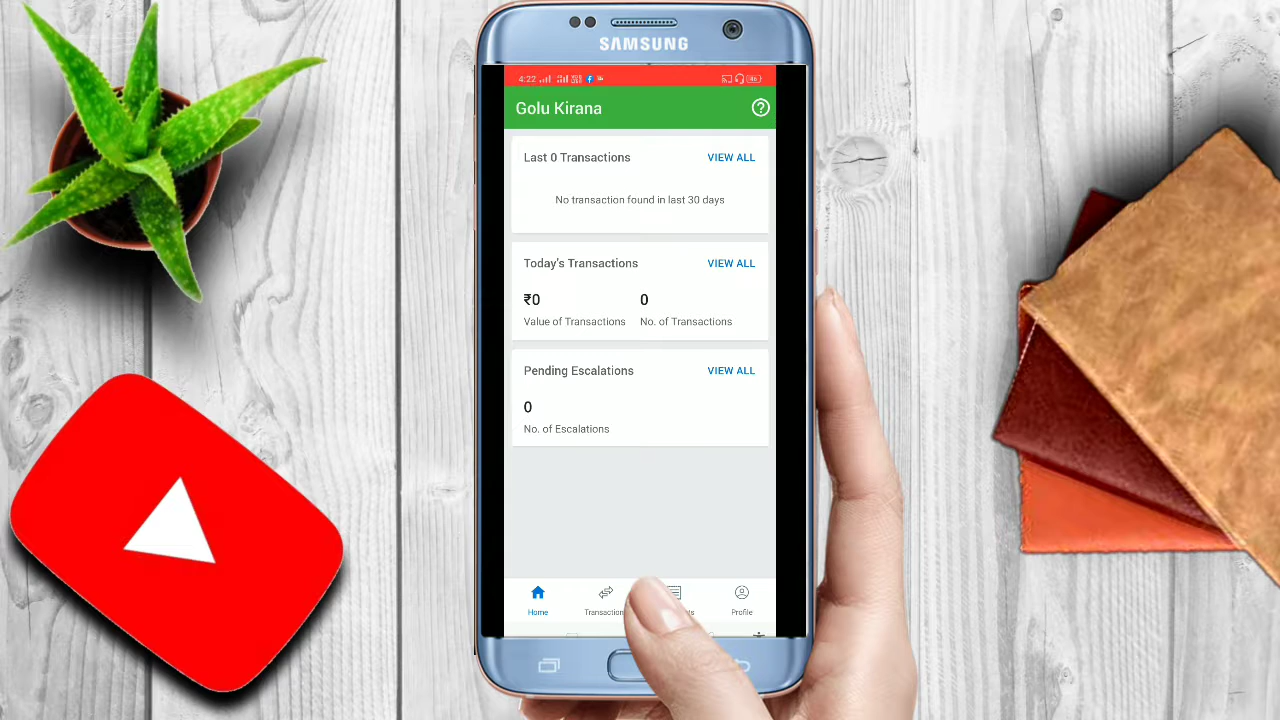 SAMSUNG
4:22
Golu Kirana
Last 0 Transactions
VIEW ALL
No transaction found in last 30 days
Today's Transactions
VIEW ALL
₹0
0
Value of Transactions
No. of Transactions
Pending Escalations
VIEW ALL
0
No. of Escalations
Home
Profile